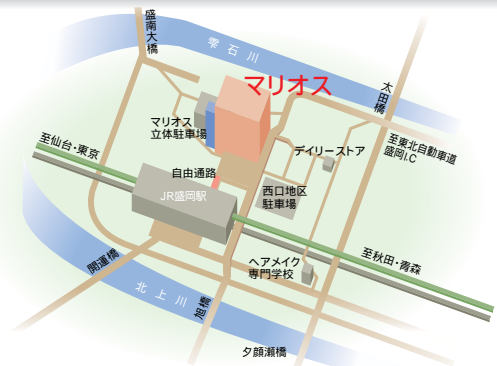 盛南大橋
雫石川
マリオス
太田橋
マリオス
立体駐車場
デイリーストア
至東北自動車道
盛岡I.C
至仙台・東京
自由通路
JR盛岡駅
西口地区
駐車場
至秋田・青森
開運橋
ヘアメイク
専門学校
北上川
旭橋
夕顔瀬橋